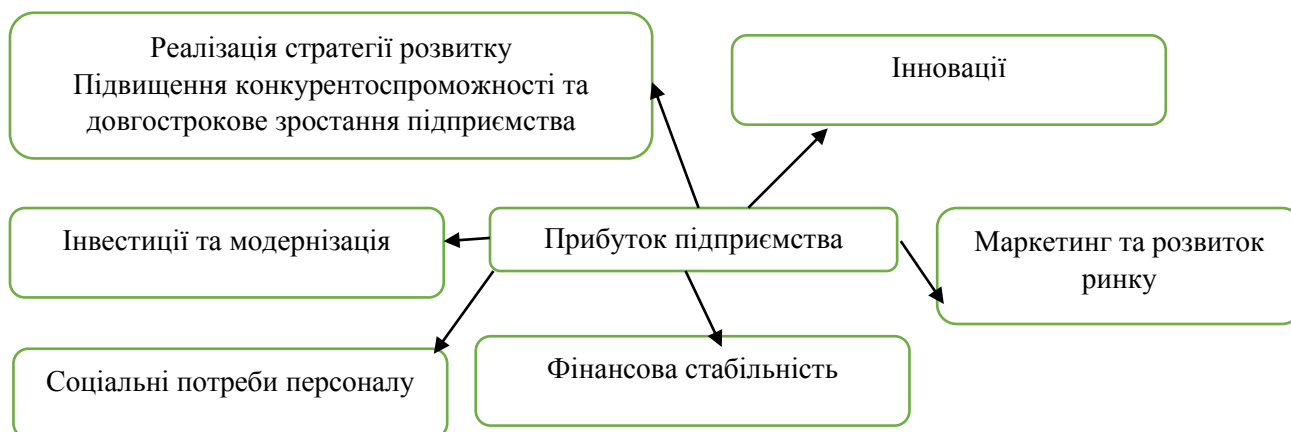 Реалізація стратегії розвитку
Підвищення конкурентоспроможності та
довгострокове зростання підприємства
Інновації
Інвестиції та модернізація
Прибуток підприємства
Маркетинг та розвиток
ринку
Соціальні потреби персоналу
Фінансова стабільність